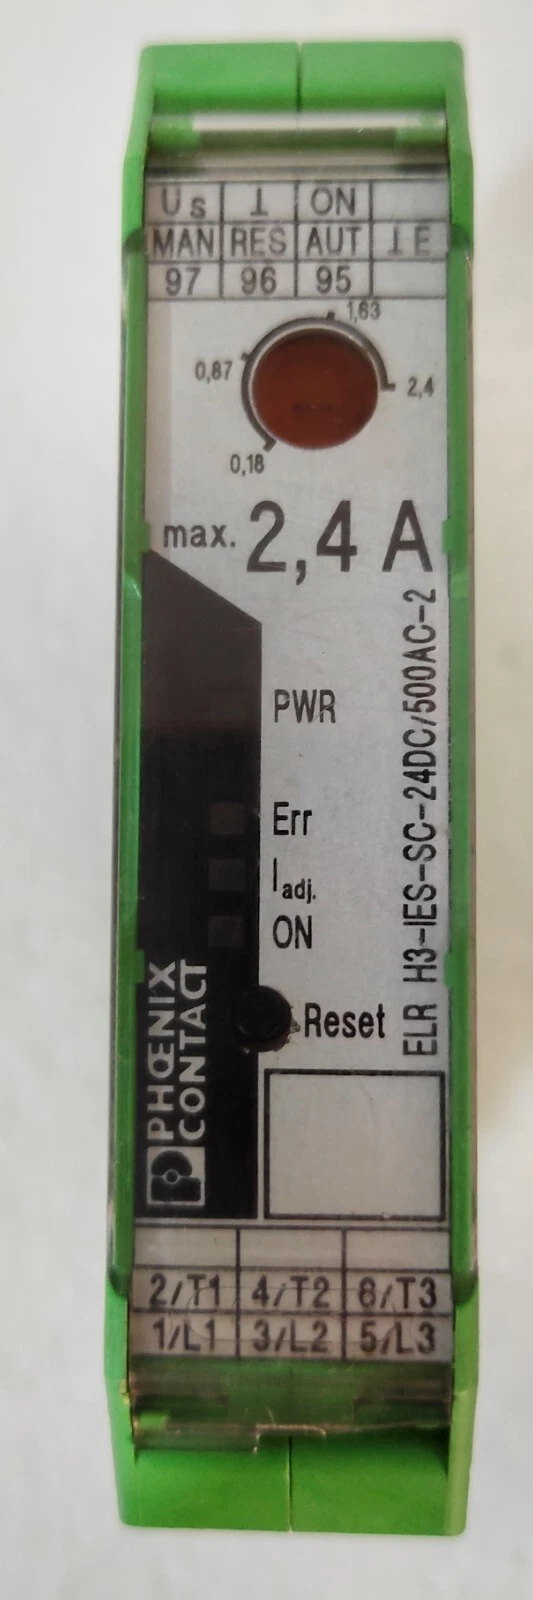 Us ⊥ ON
MAN RES AUT ⊥E
97 96 95
1,63
0,87
2,4
0,18
max. 2,4 A
PWR
Err
I adj.
ON
Reset
ELR H3-IES-SC-24DC/500AC-2
PHŒNIX
CONTACT
2/T1 4/T2 6/T3
1/L1 3/L2 5/L3